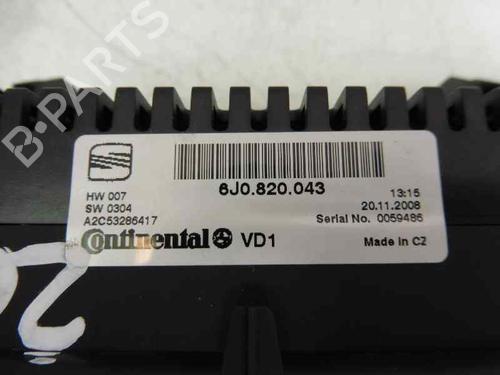 B-PARTS
6J0.820.043
HW 007
SW 0304
A2C53286417
13:15
20.11.2008
Serial No. 0059486
Continental VD1
Made in CZ